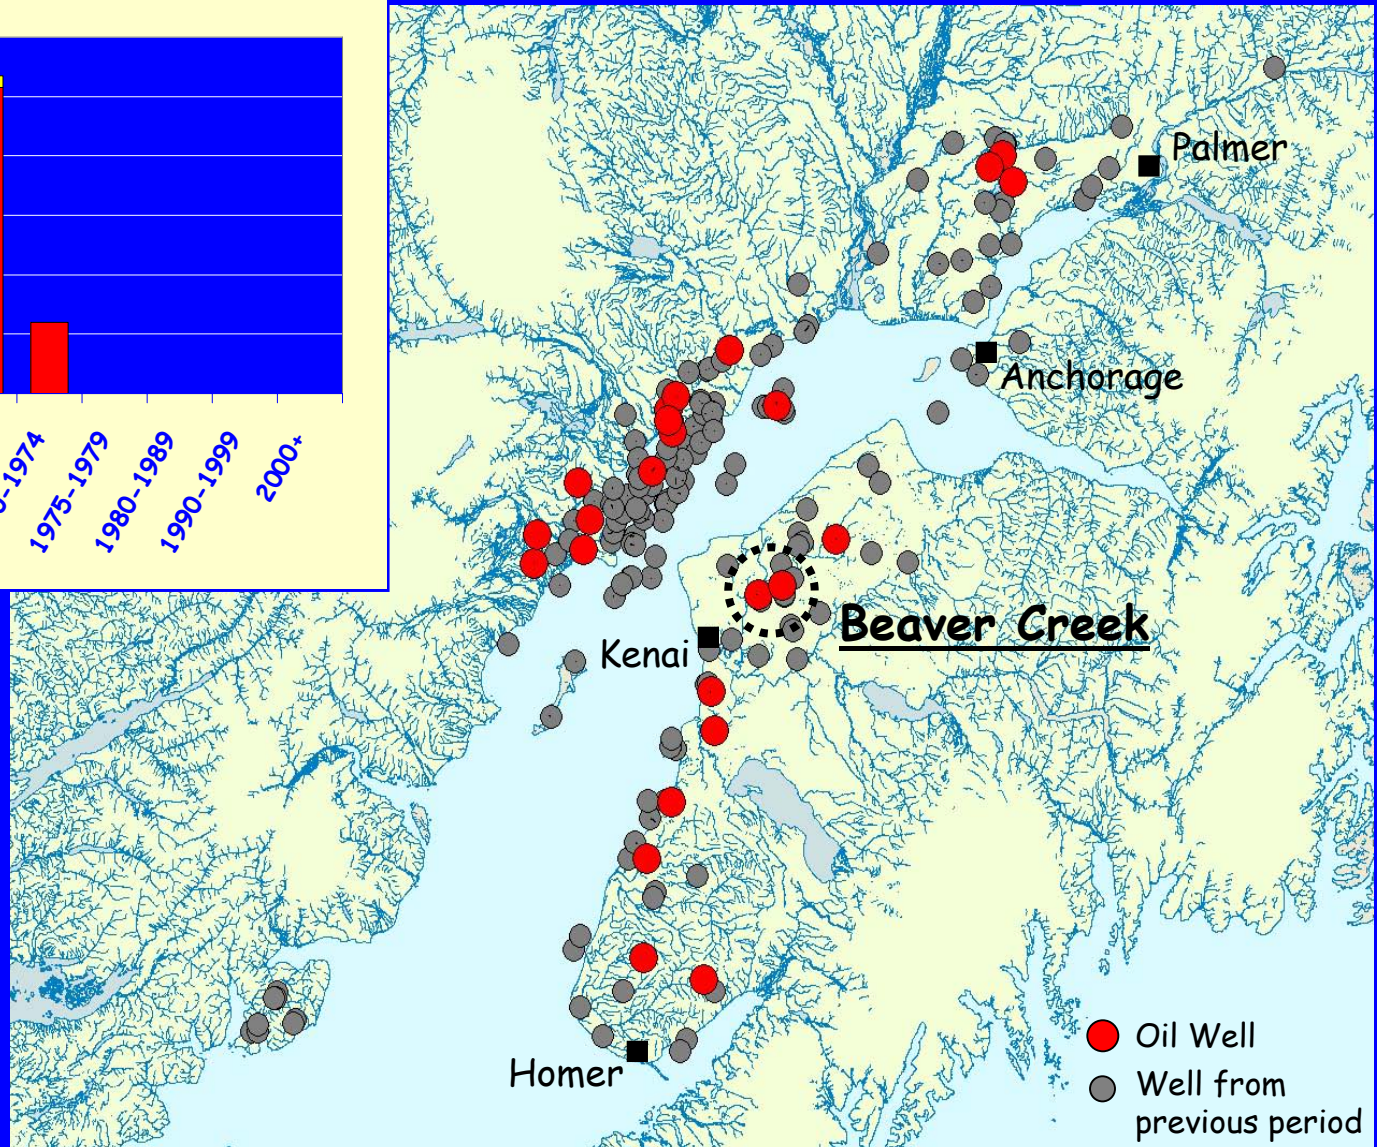 Palmer
Anchorage
1975-1979
1980-1989
1990-1999
2000+
Beaver Creek
Kenai
Homer
Oil Well
Well from
previous period